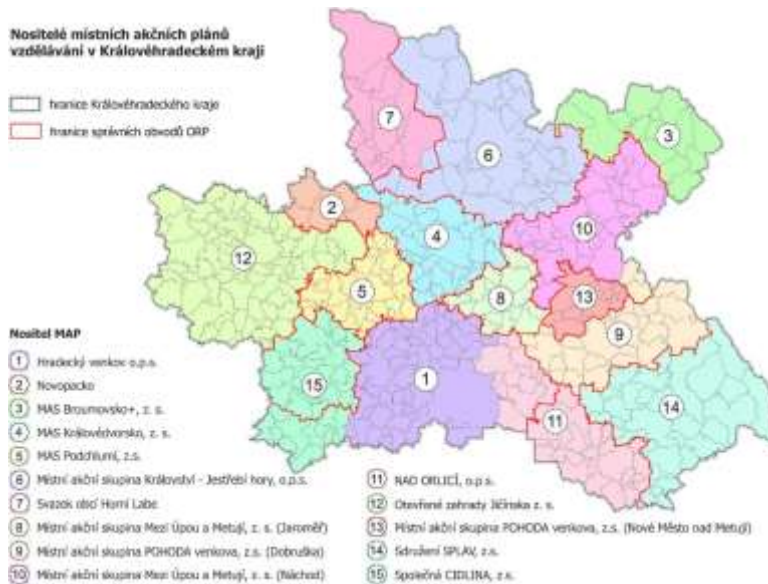 Nositelé místních akčních plánů
vzdělávání v Královéhradeckém kraji
hranice Královéhradeckého kraje
hranice správních obvodů ORP
7
3
6
2
10
4
12
5
8
13
9
15
1
14
11
Nositel MAP
1 Hradecký venkov o.p.s.
2 Novopacko
3 MAS Broumovsko+, z. s.
4 MAS Královédvorsko, z. s.
5 MAS Podchlumí, z.s.
6 Místní akční skupina Království - Jestřebí hory, o.p.s.
7 Svazek obcí Horní Labe
8 Místní akční skupina Mezi Úpou a Metují, z. s. (Jaroměř)
9 Místní akční skupina POHODA venkova, z.s. (Dobruška)
10 Místní akční skupina Mezi Úpou a Metují, z. s. (Náchod)
11 NAD ORLICÍ, o.p.s.
12 Otevřené zahrady Jičínska z. s.
13 Místní akční skupina POHODA venkova, z.s. (Nové Město nad Metují)
14 Sdružení SPLAV, z.s.
15 Společná CIDLINA, z.s.